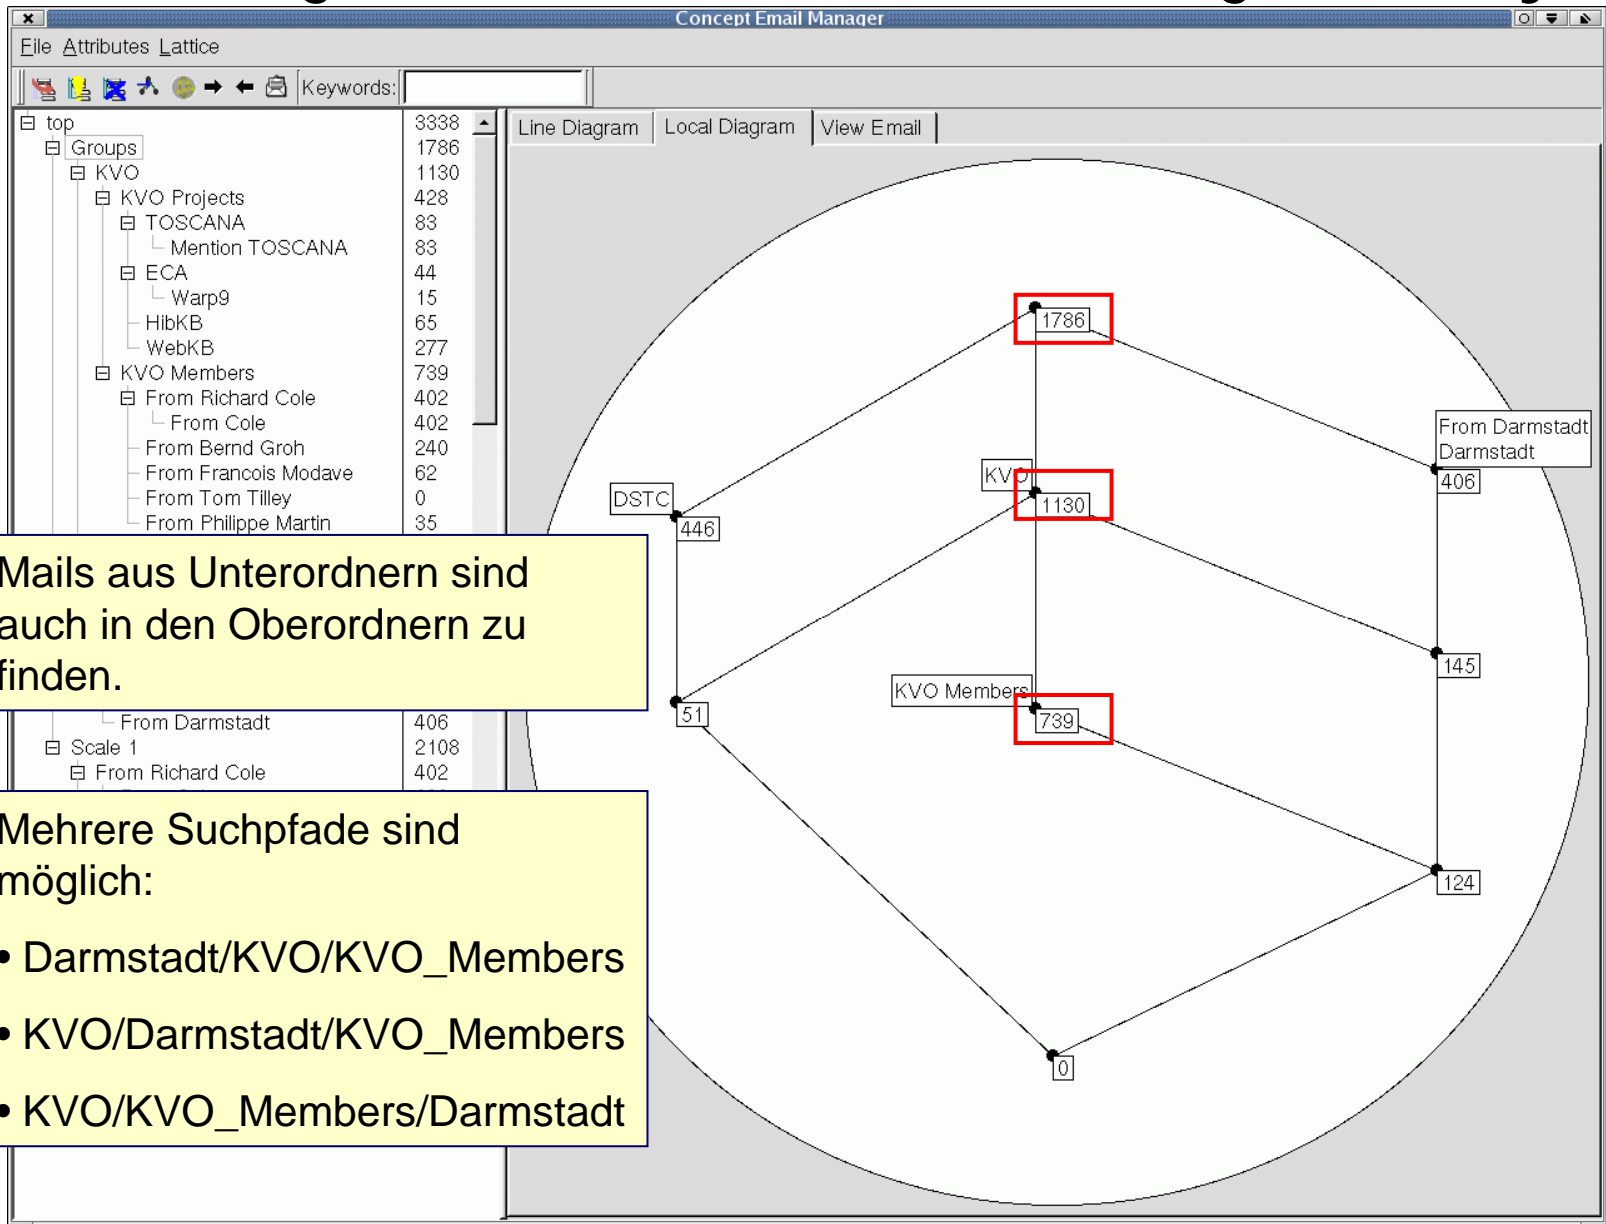 Concept Email Manager
File Attributes Lattice
Keywords:
top 3338
Groups 1786
KVO 1130
KVO Projects 428
TOSCANA 83
Mention TOSCANA 83
ECA 44
Warp9 15
HibKB 65
WebKB 277
KVO Members 739
From Richard Cole 402
From Cole 402
From Bernd Groh 240
From Francois Modave 62
From Tom Tilley 0
From Philippe Martin 35
Mails aus Unterordnern sind
auch in den Oberordnern zu
finden.
From Darmstadt 406
Scale 1 2108
From Richard Cole 402
Mehrere Suchpfade sind
möglich:
• Darmstadt/KVO/KVO_Members
• KVO/Darmstadt/KVO_Members
• KVO/KVO_Members/Darmstadt
Line Diagram Local Diagram View Email
1786
From Darmstadt
Darmstadt
406
KVO
1130
DSTC
446
145
KVO Members
739
51
124
0